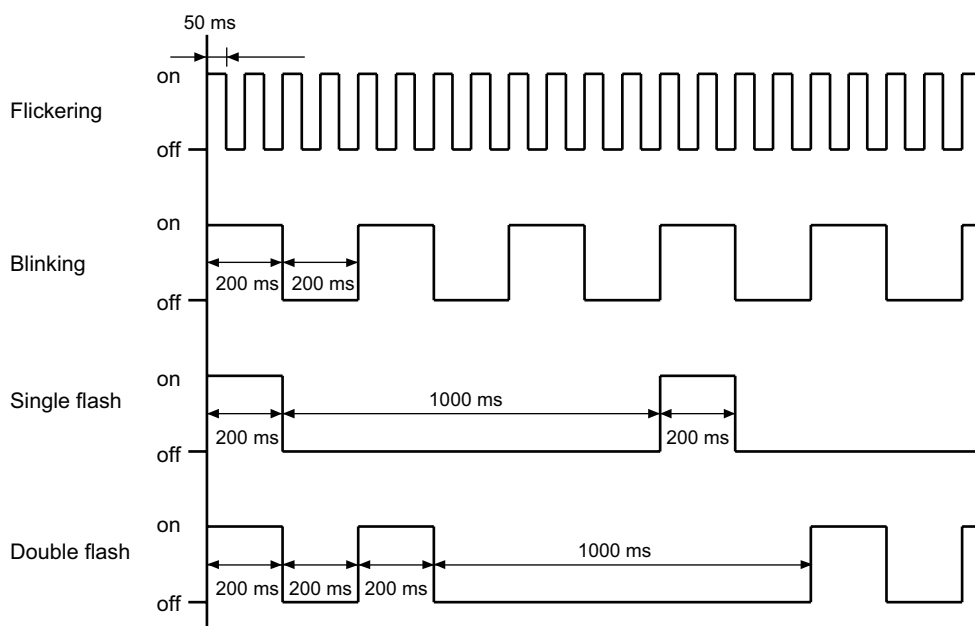 50 ms
on
Flickering
off
on
Blinking
200 ms 200 ms
off
on
Single flash
1000 ms
200 ms 200 ms
off
on
Double flash
1000 ms
200 ms 200 ms 200 ms
off